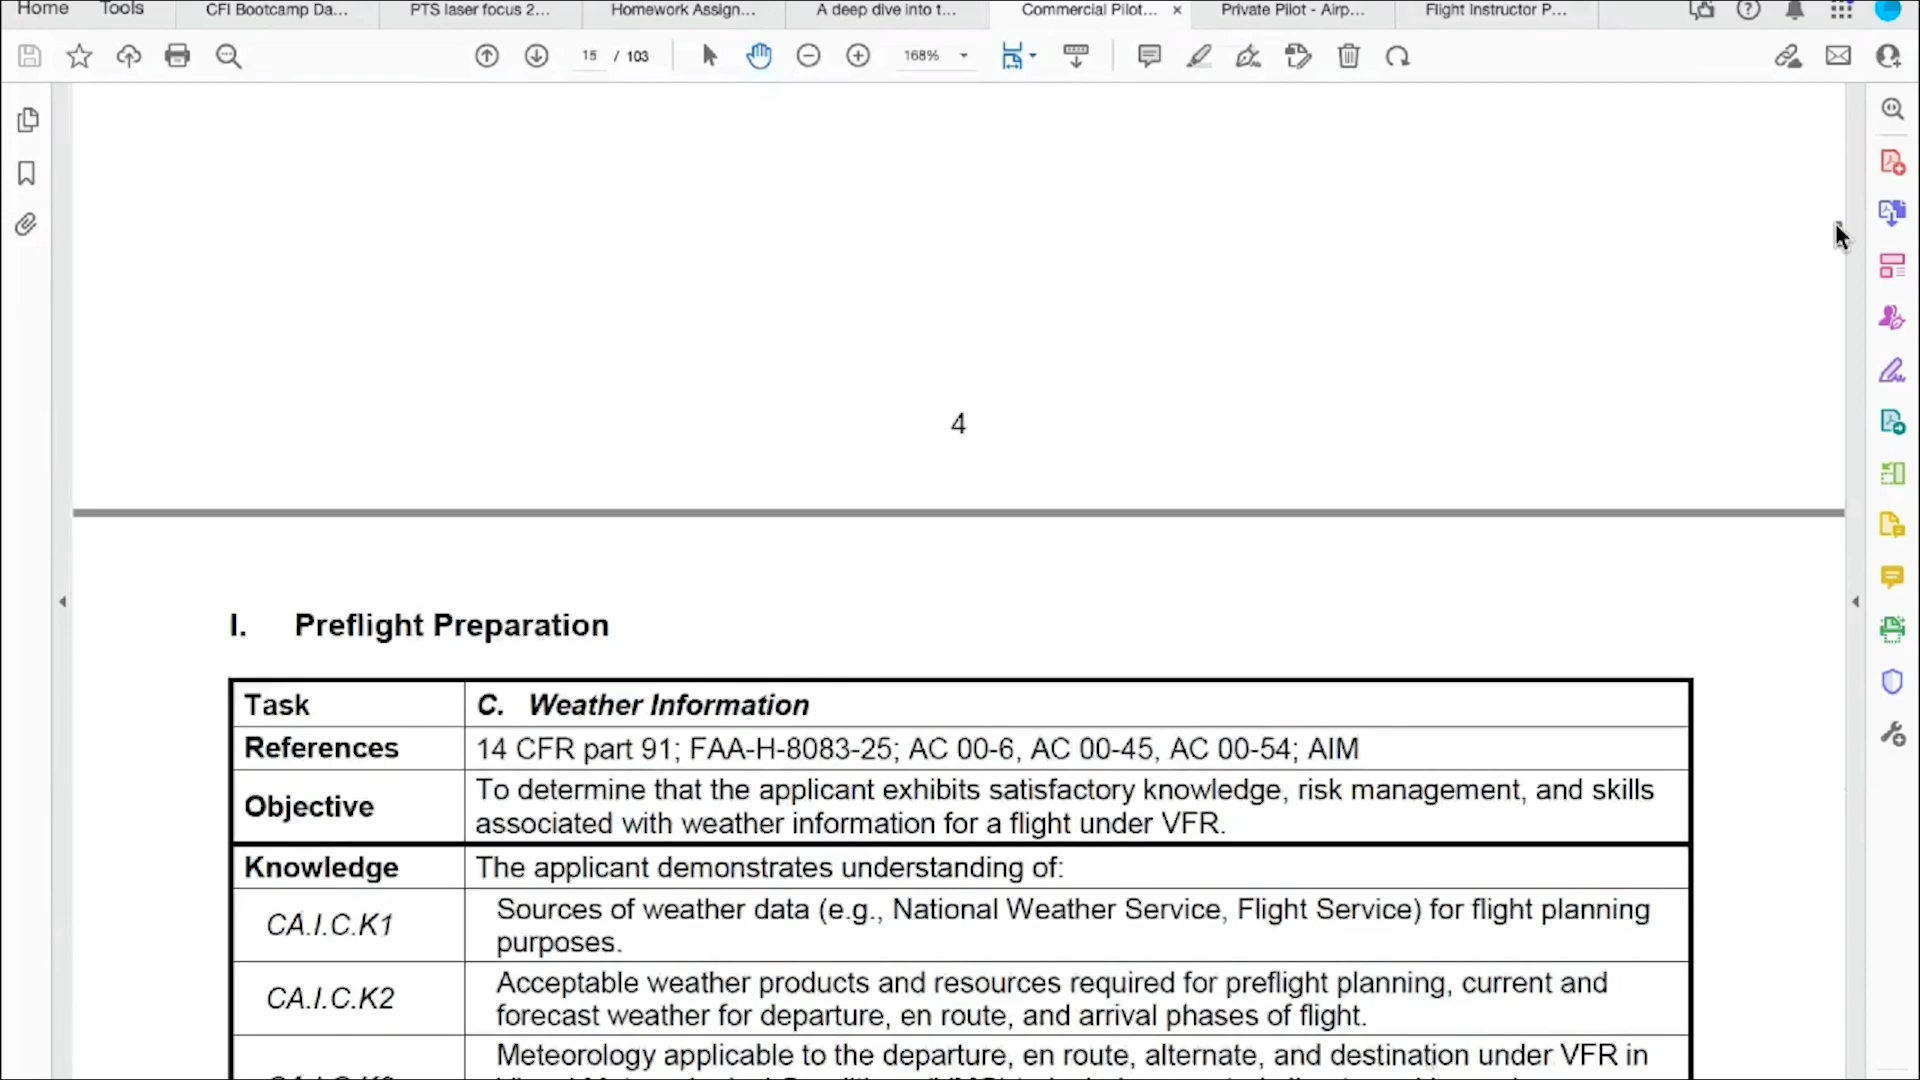 Home
Tools
CFI Bootcamp Da...
PTS laser focus 2...
Homework Assign...
A deep dive into t...
Commercial Pilot...
Private Pilot - Airp...
Flight Instructor P...
15 / 103
168%
4
I. Preflight Preparation
Task
C. Weather Information
References
14 CFR part 91; FAA-H-8083-25; AC 00-6, AC 00-45, AC 00-54; AIM
Objective
To determine that the applicant exhibits satisfactory knowledge, risk management, and skills
associated with weather information for a flight under VFR.
Knowledge
The applicant demonstrates understanding of:
CA.I.C.K1
Sources of weather data (e.g., National Weather Service, Flight Service) for flight planning
purposes.
CA.I.C.K2
Acceptable weather products and resources required for preflight planning, current and
forecast weather for departure, en route, and arrival phases of flight.
Meteorology applicable to the departure, en route, alternate, and destination under VFR in